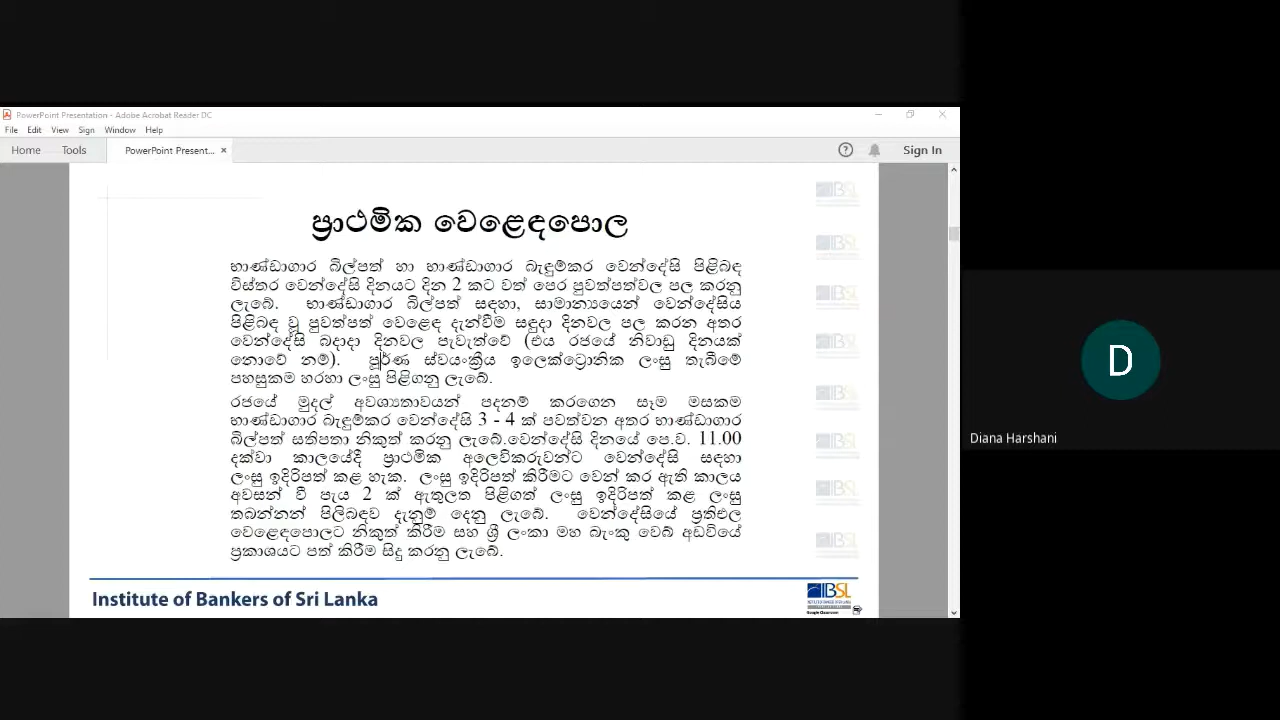 PowerPoint Presentation - Adobe Acrobat Reader DC
File Edit View Sign Window Help
Home Tools PowerPoint Present... × Sign In
ප්‍රාථමික වෙළෙඳපොල
භාණ්ඩාගාර බිල්පත් හා භාණ්ඩාගාර බැඳුම්කර වෙන්දේසි පිළිබඳ
විස්තර වෙන්දේසි දිනයට දින 2 කට වත් පෙර පුවත්පත්වල පල කරනු
ලැබේ. භාණ්ඩාගාර බිල්පත් සඳහා, සාමාන්‍යයෙන් වෙන්දේසිය
පිළිබඳ වූ පුවත්පත් වෙළෙඳ දැන්වීම සඳුදා දිනවල පල කරන අතර
වෙන්දේසි බදාදා දිනවල පැවැත්වේ (එය රජයේ නිවාඩු දිනයක්
නොවේ නම්). පූර්ණ ස්වයංක්‍රීය ඉලෙක්ට්‍රොනික ලංසු තැබීමේ
පහසුකම හරහා ලංසු පිළිගනු ලැබේ.
රජයේ මුදල් අවශ්‍යතාවයන් පදනම් කරගෙන සෑම මසකම
භාණ්ඩාගාර බැඳුම්කර වෙන්දේසි 3 - 4 ක් පවත්වන අතර භාණ්ඩාගාර
බිල්පත් සතිපතා නිකුත් කරනු ලැබේ.වෙන්දේසි දිනයේ පෙ.ව. 11.00
දක්වා කාලයේදී ප්‍රාථමික අලෙවිකරුවන්ට වෙන්දේසි සඳහා
ලංසු ඉදිරිපත් කළ හැක. ලංසු ඉදිරිපත් කිරීමට වෙන් කර ඇති කාලය
අවසන් වී පැය 2 ක් ඇතුලත පිළිගත් ලංසු ඉදිරිපත් කළ ලංසු
තබන්නන් පිලිබඳව දැනුම් දෙනු ලැබේ. වෙන්දේසියේ ප්‍රතිඵල
වෙළෙඳපොලට නිකුත් කිරීම සහ ශ්‍රී ලංකා මහ බැංකු වෙබ් අඩවියේ
ප්‍රකාශයට පත් කිරීම සිදු කරනු ලැබේ.
Institute of Bankers of Sri Lanka
IBSL
D
Diana Harshani